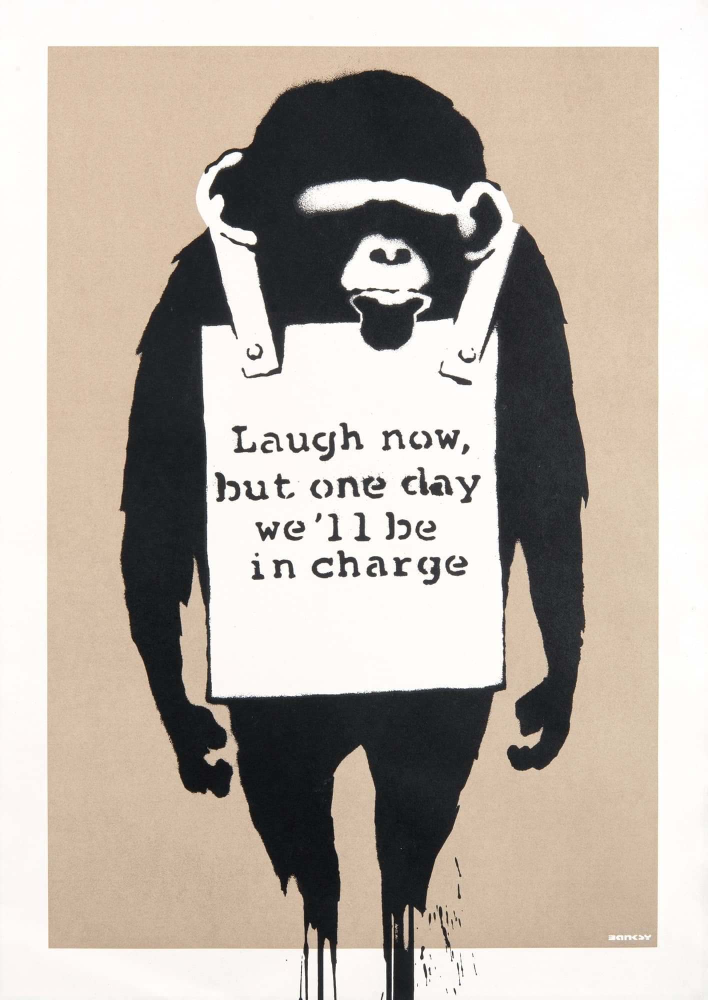 Laugh now,
but one day
we'll be
in charge
BANKSY